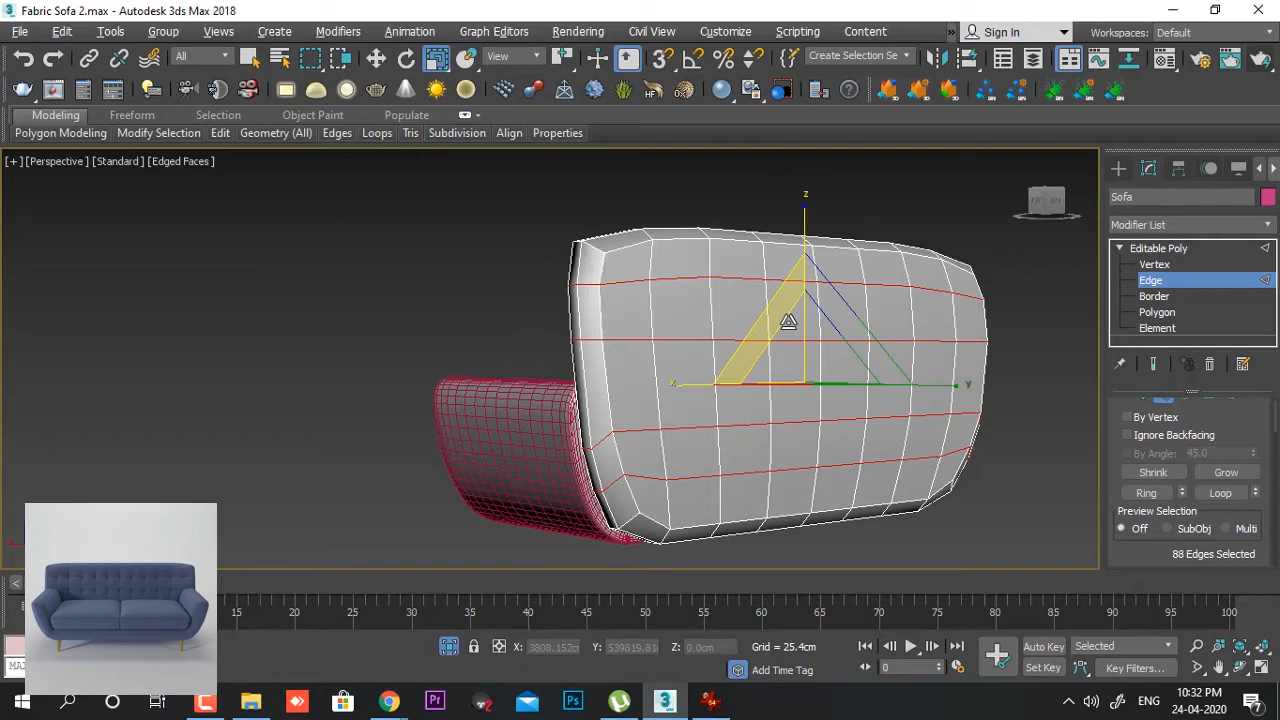 Fabric Sofa 2.max - Autodesk 3ds Max 2018
File Edit Tools Group Views Create Modifiers Animation Graph Editors Rendering Civil View Customize Scripting Content » Sign In Workspaces: Default
All View Create Selection Se
Modeling Freeform Selection Object Paint Populate
Polygon Modeling Modify Selection Edit Geometry (All) Edges Loops Tris Subdivision Align Properties
[+] [Perspective] [Standard] [Edged Faces]
z
x
y
Sofa
Modifier List
Editable Poly
Vertex
Edge
Border
Polygon
Element
By Vertex
Ignore Backfacing
By Angle: 45.0
Shrink Grow
Ring Loop
Preview Selection
Off SubObj Multi
88 Edges Selected
<
15 20 25 30 35 40 45 50 55 60 65 70 75 80 85 90 95 100
X: 3808.152cm Y: 539819.81 Z: 0.0cm Grid = 25.4cm
Add Time Tag
0
Auto Key Selected
Set Key Key Filters...
ENG
10:32 PM
24-04-2020